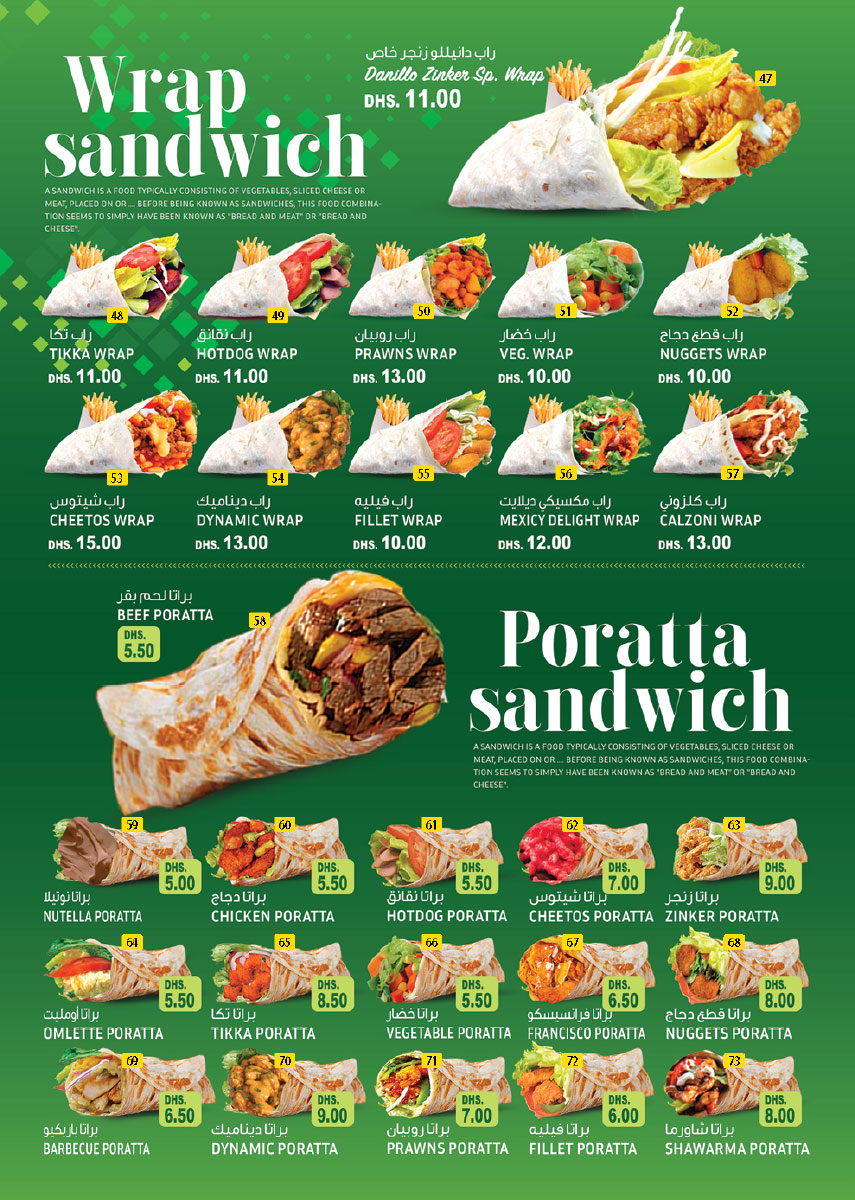 Wrap
sandwich
A SANDWICH IS A FOOD TYPICALLY CONSISTING OF VEGETABLES, SLICED CHEESE OR
MEAT, PLACED ON OR.... BEFORE BEING KNOWN AS SANDWICHES, THIS FOOD COMBINA-
TION SEEMS TO SIMPLY HAVE BEEN KNOWN AS "BREAD AND MEAT" OR "BREAD AND
CHEESE".
راب دانيللو زنجر خاص
Danillo Zinker Sp. Wrap
DHS. 11.00
47
48
راب تكا
TIKKA WRAP
DHS. 11.00
49
راب نقانق
HOTDOG WRAP
DHS. 11.00
50
راب روبيان
PRAWNS WRAP
DHS. 13.00
51
راب خضار
VEG. WRAP
DHS. 10.00
52
راب قطع دجاج
NUGGETS WRAP
DHS. 10.00
53
راب شيتوس
CHEETOS WRAP
DHS. 15.00
54
راب ديناميك
DYNAMIC WRAP
DHS. 13.00
55
راب فيليه
FILLET WRAP
DHS. 10.00
56
راب مكسيكي ديلايت
MEXICY DELIGHT WRAP
DHS. 12.00
57
راب كلزوني
CALZONI WRAP
DHS. 13.00
براتا لحم بقر
BEEF PORATTA
DHS.
5.50
58
Poratta
sandwich
A SANDWICH IS A FOOD TYPICALLY CONSISTING OF VEGETABLES, SLICED CHEESE OR
MEAT, PLACED ON OR.... BEFORE BEING KNOWN AS SANDWICHES, THIS FOOD COMBINA-
TION SEEMS TO SIMPLY HAVE BEEN KNOWN AS "BREAD AND MEAT" OR "BREAD AND
CHEESE".
59
DHS.
5.00
براتا نوتيلا
NUTELLA PORATTA
60
DHS.
5.50
براتا دجاج
CHICKEN PORATTA
61
DHS.
5.50
براتا نقانق
HOTDOG PORATTA
62
DHS.
7.00
براتا شيتوس
CHEETOS PORATTA
63
DHS.
9.00
براتا زنجر
ZINKER PORATTA
64
DHS.
5.50
براتا أومليت
OMLETTE PORATTA
65
DHS.
8.50
براتا تكا
TIKKA PORATTA
66
DHS.
5.50
براتا خضار
VEGETABLE PORATTA
67
DHS.
6.50
براتا فرانسيسكو
FRANCISCO PORATTA
68
DHS.
8.00
براتا قطع دجاج
NUGGETS PORATTA
69
DHS.
6.50
براتا باربكيو
BARBECUE PORATTA
70
DHS.
9.00
براتا ديناميك
DYNAMIC PORATTA
71
DHS.
7.00
براتا روبيان
PRAWNS PORATTA
72
DHS.
6.00
براتا فيليه
FILLET PORATTA
73
DHS.
8.00
براتا شاورما
SHAWARMA PORATTA